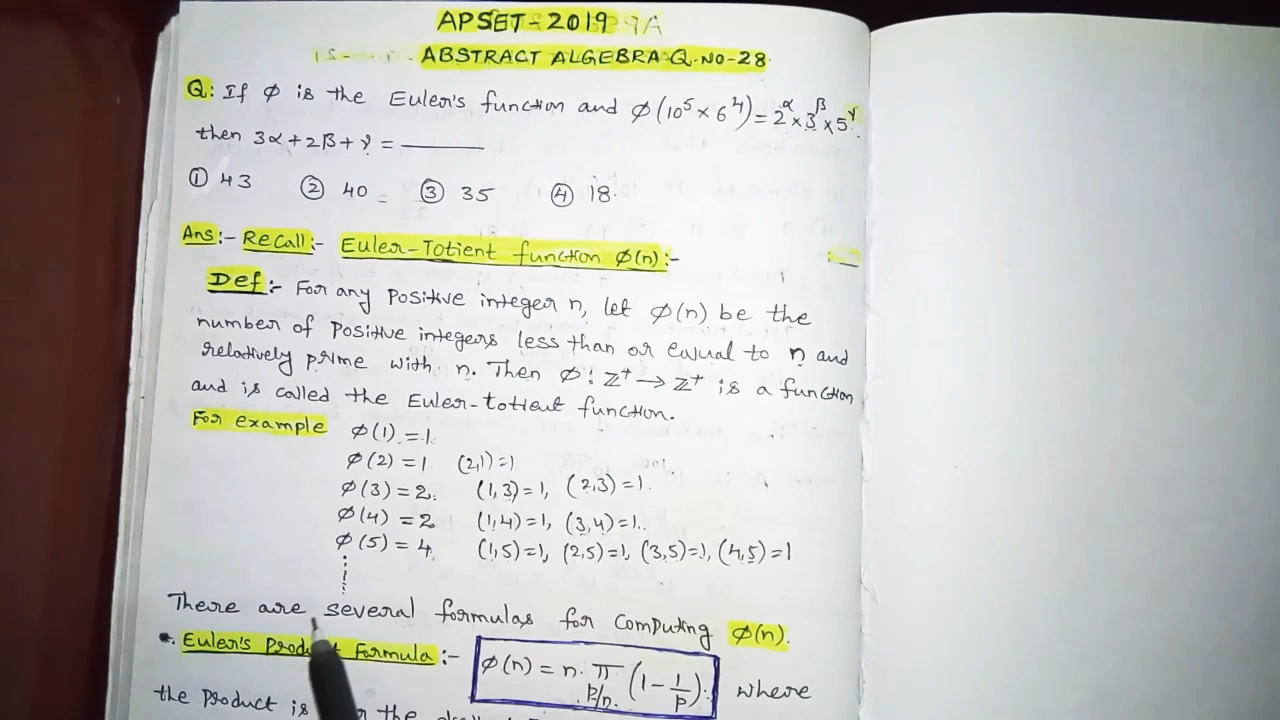 APSET-2019
ABSTRACT ALGEBRA Q.NO-28
Q: If φ is the Euler's function and φ(10⁵ × 6⁴) = 2^α × 3^β × 5^γ.
then 3α + 2β + γ = ______
① 43 ② 40 ③ 35 ④ 18.
Ans:- Recall:- Euler-Totient function φ(n):-
Def:- For any Positive integer n, let φ(n) be the
number of Positive integers less than or equal to n and
relatively prime with n. Then φ: Z⁺ → Z⁺ is a function
and is called the Euler-totient function.
For example φ(1) = 1.
φ(2) = 1 (2,1) = 1
φ(3) = 2. (1,3) = 1, (2,3) = 1.
φ(4) = 2 (1,4) = 1, (3,4) = 1.
φ(5) = 4. (1,5) = 1, (2,5) = 1, (3,5) = 1, (4,5) = 1
There are several formulas for computing φ(n).
*. Euler's Formula:- φ(n) = n. π p/n (1 - 1/p). where
the product is the